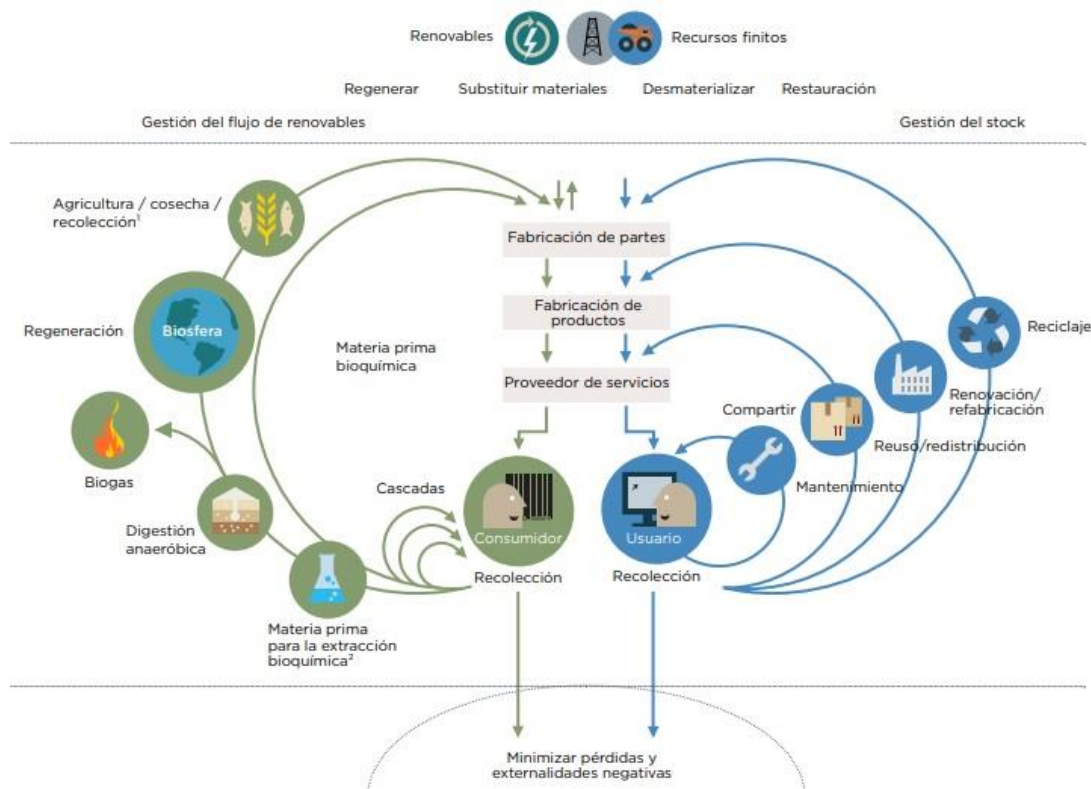 Renovables
Recursos finitos
Regenerar
Substituir materiales
Desmaterializar
Restauración
Gestión del flujo de renovables
Gestión del stock
Agricultura / cosecha /
recolección¹
Regeneración
Biosfera
Materia prima
bioquímica
Biogas
Digestión
anaeróbica
Cascadas
Materia prima
para la extracción
bioquímica²
Fabricación de partes
Fabricación de
productos
Proveedor de servicios
Consumidor
Recolección
Usuario
Recolección
Compartir
Mantenimiento
Reuso/redistribución
Renovación/
refabricación
Reciclaje
Minimizar pérdidas y
externalidades negativas